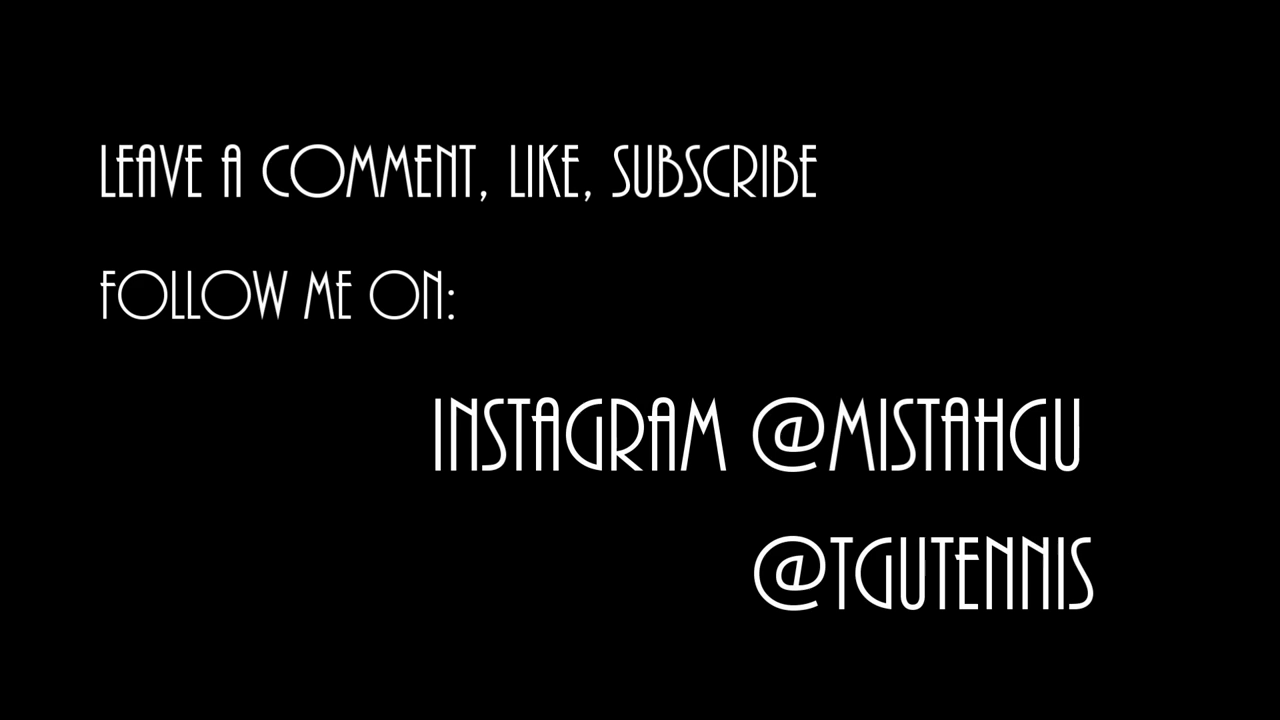 LEAVE A COMMENT, LIKE, SUBSCRIBE
FOLLOW ME ON:
INSTAGRAM @MISTAHGU
@TGUTENNIS